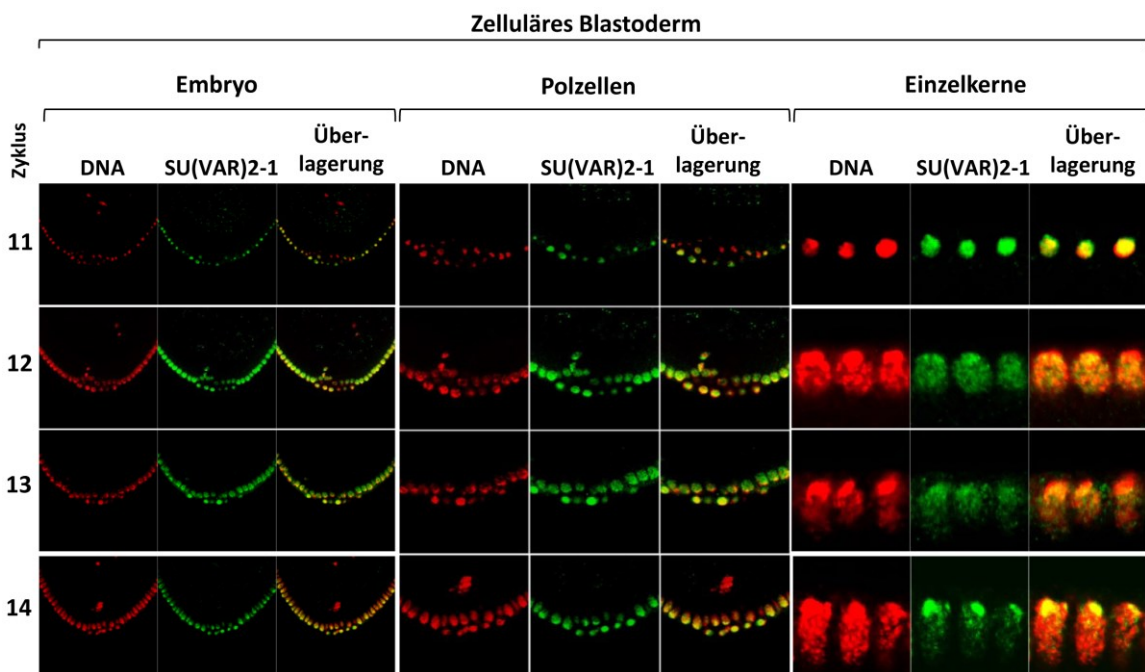 Zelluläres Blastoderm
Embryo
Polzellen
Einzelkerne
Zyklus
DNA
SU(VAR)2-1
Über-
lagerung
DNA
SU(VAR)2-1
Über-
lagerung
DNA
SU(VAR)2-1
Über-
lagerung
11
12
13
14